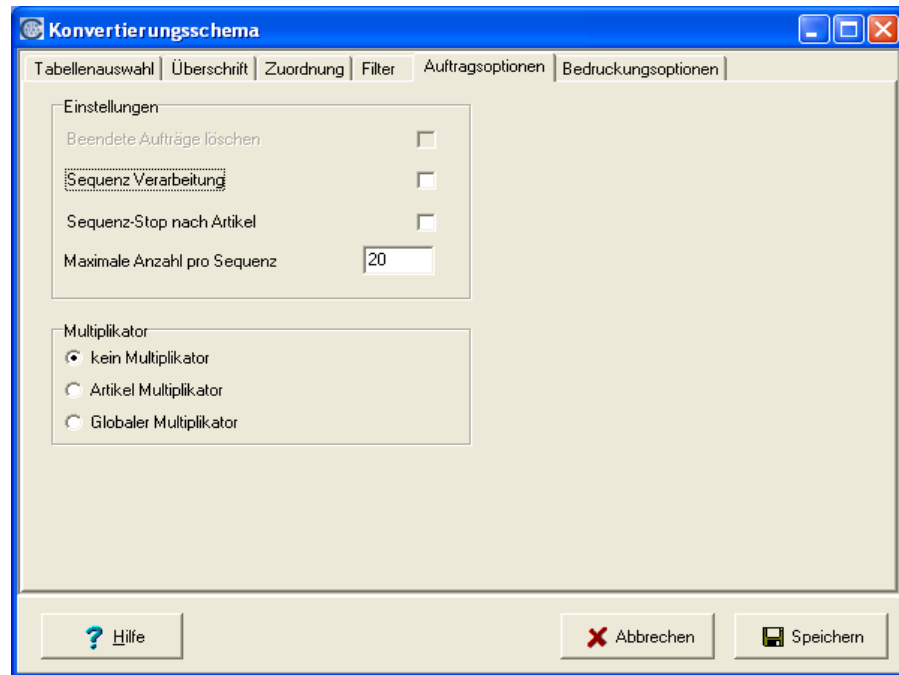 Konvertierungsschema
Tabellenauswahl Überschrift Zuordnung Filter Auftragsoptionen Bedruckungsoptionen
Einstellungen
Beendete Aufträge löschen
Sequenz Verarbeitung
Sequenz-Stop nach Artikel
Maximale Anzahl pro Sequenz 20
Multiplikator
kein Multiplikator
Artikel Multiplikator
Globaler Multiplikator
? Hilfe Abbrechen Speichern